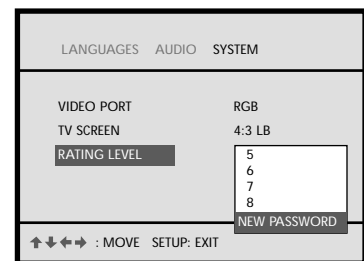 LANGUAGES AUDIO SYSTEM
VIDEO PORT RGB
TV SCREEN 4:3 LB
RATING LEVEL 5
6
7
8
NEW PASSWORD
: MOVE SETUP: EXIT